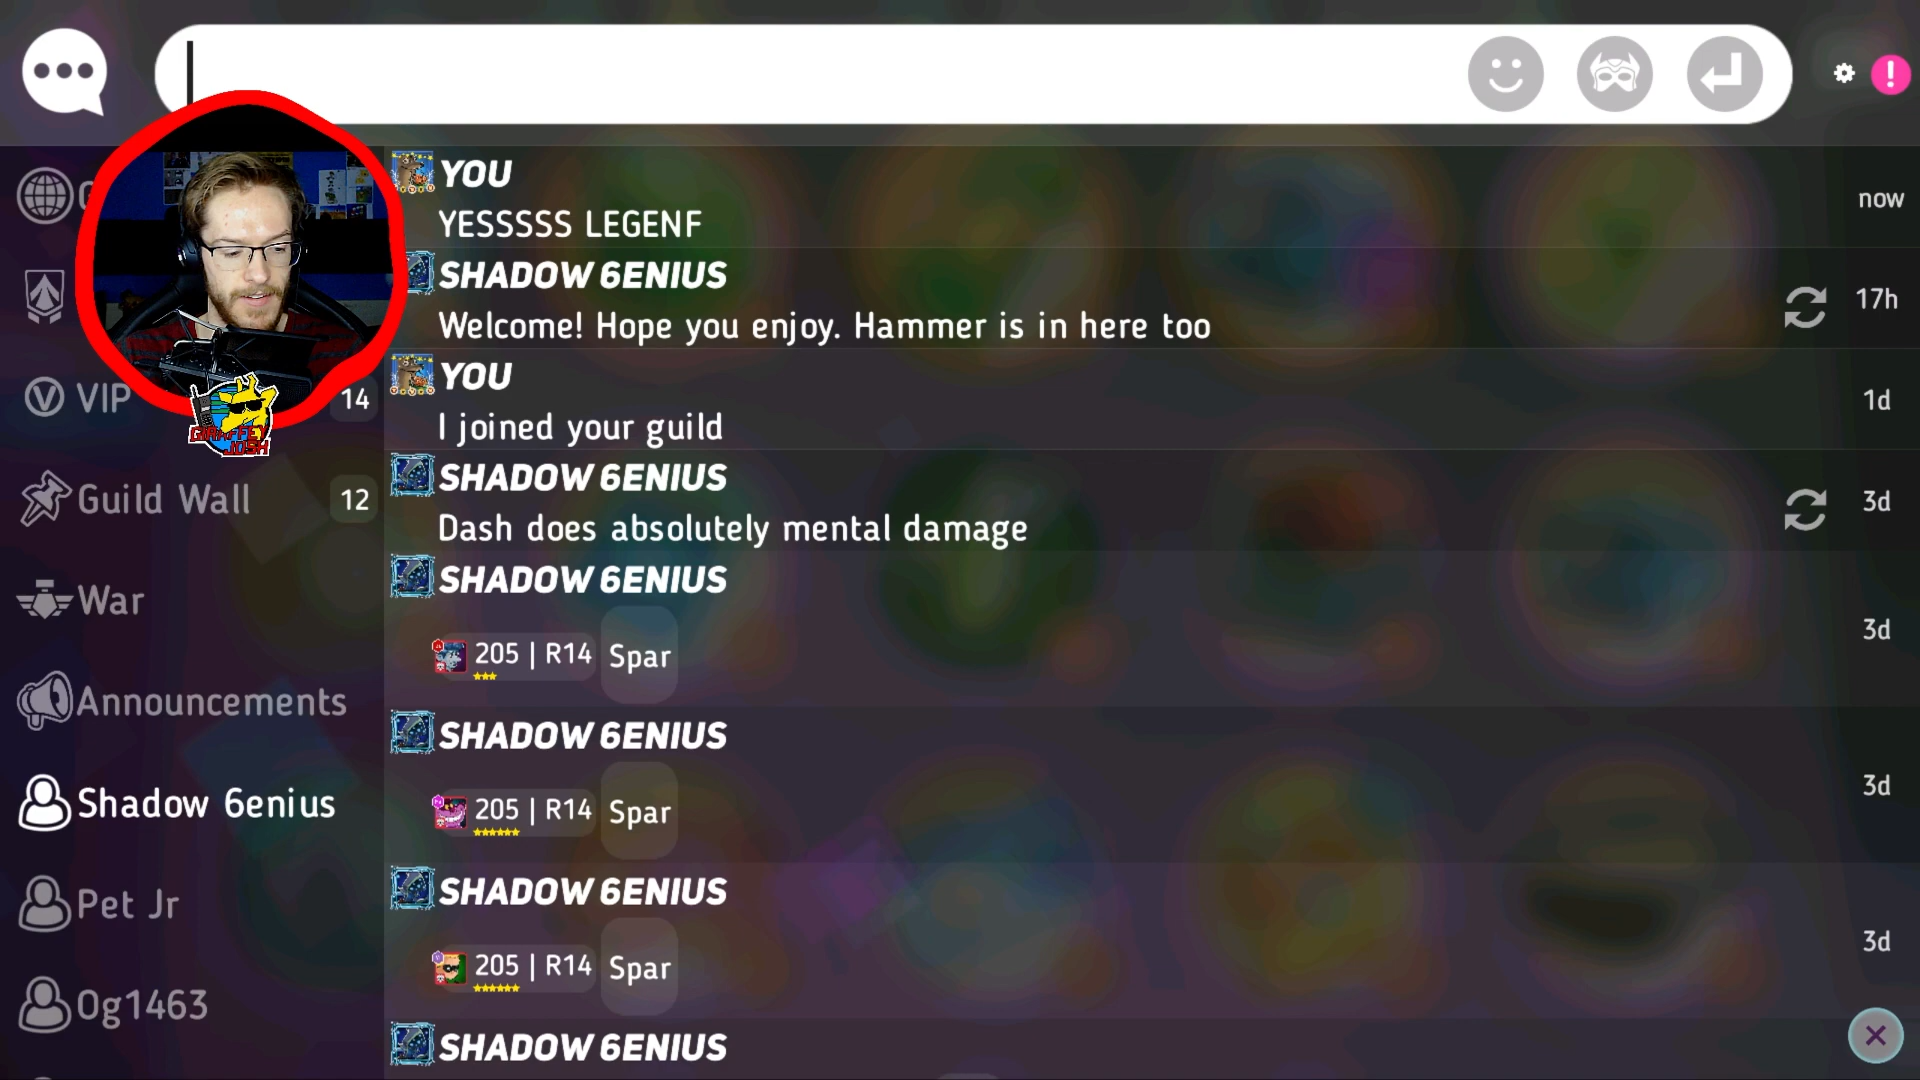 YOU
now
YESSSSS LEGENF
SHADOW 6ENIUS
17h
Welcome! Hope you enjoy. Hammer is in here too
YOU
1d
I joined your guild
SHADOW 6ENIUS
3d
Dash does absolutely mental damage
SHADOW 6ENIUS
3d
205 | R14 Spar
SHADOW 6ENIUS
3d
205 | R14 Spar
SHADOW 6ENIUS
3d
205 | R14 Spar
SHADOW 6ENIUS
VIP 14
Guild Wall 12
War
Announcements
Shadow 6enius
Pet Jr
Og1463
GIRAFFEY
JOSH